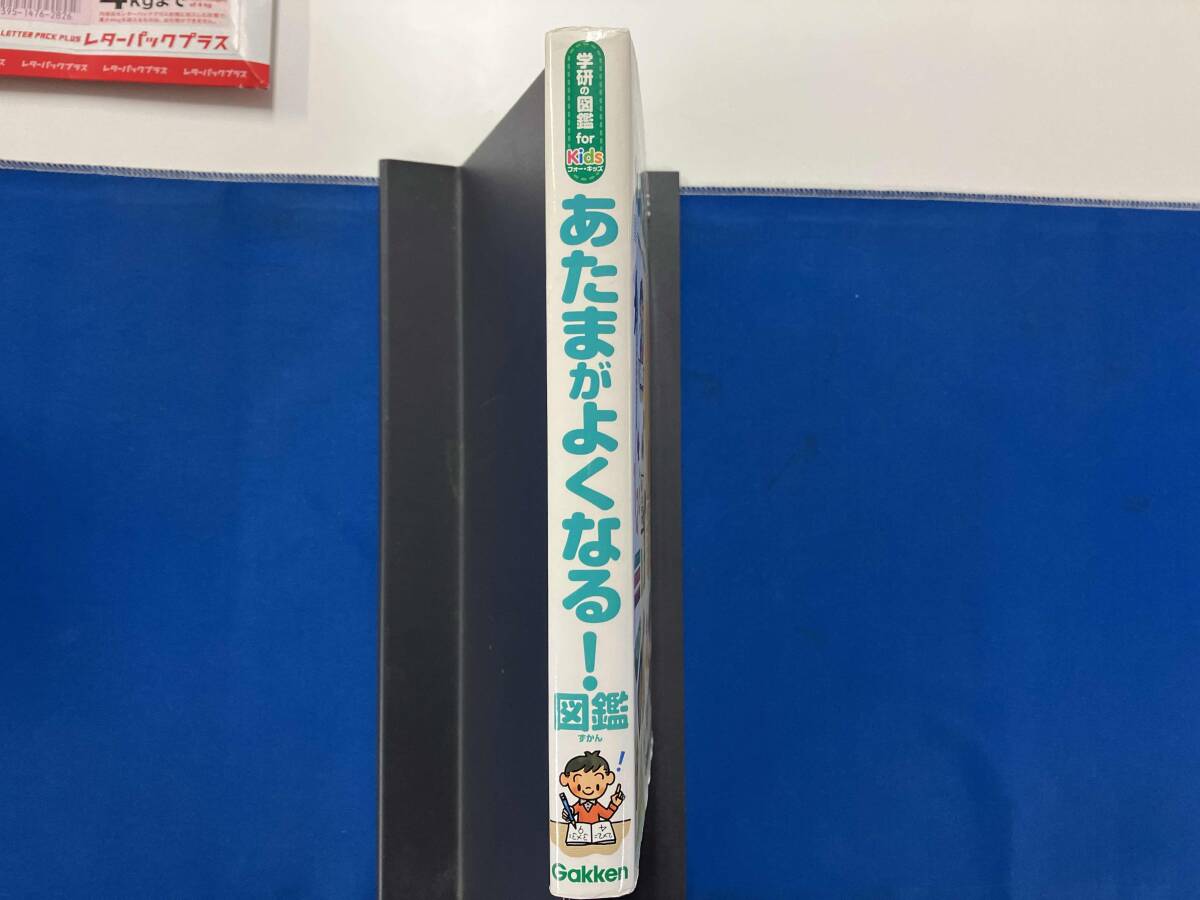 395-1476-2826
4kgまで
LETTER PACK PLUS レターパックプラス
レターパックプラス レターパックプラス レターパックプラス
学研の図鑑
for
Kids
フォー・キッズ
あたまがよくなる!
図鑑
ずかん
!
Gakken